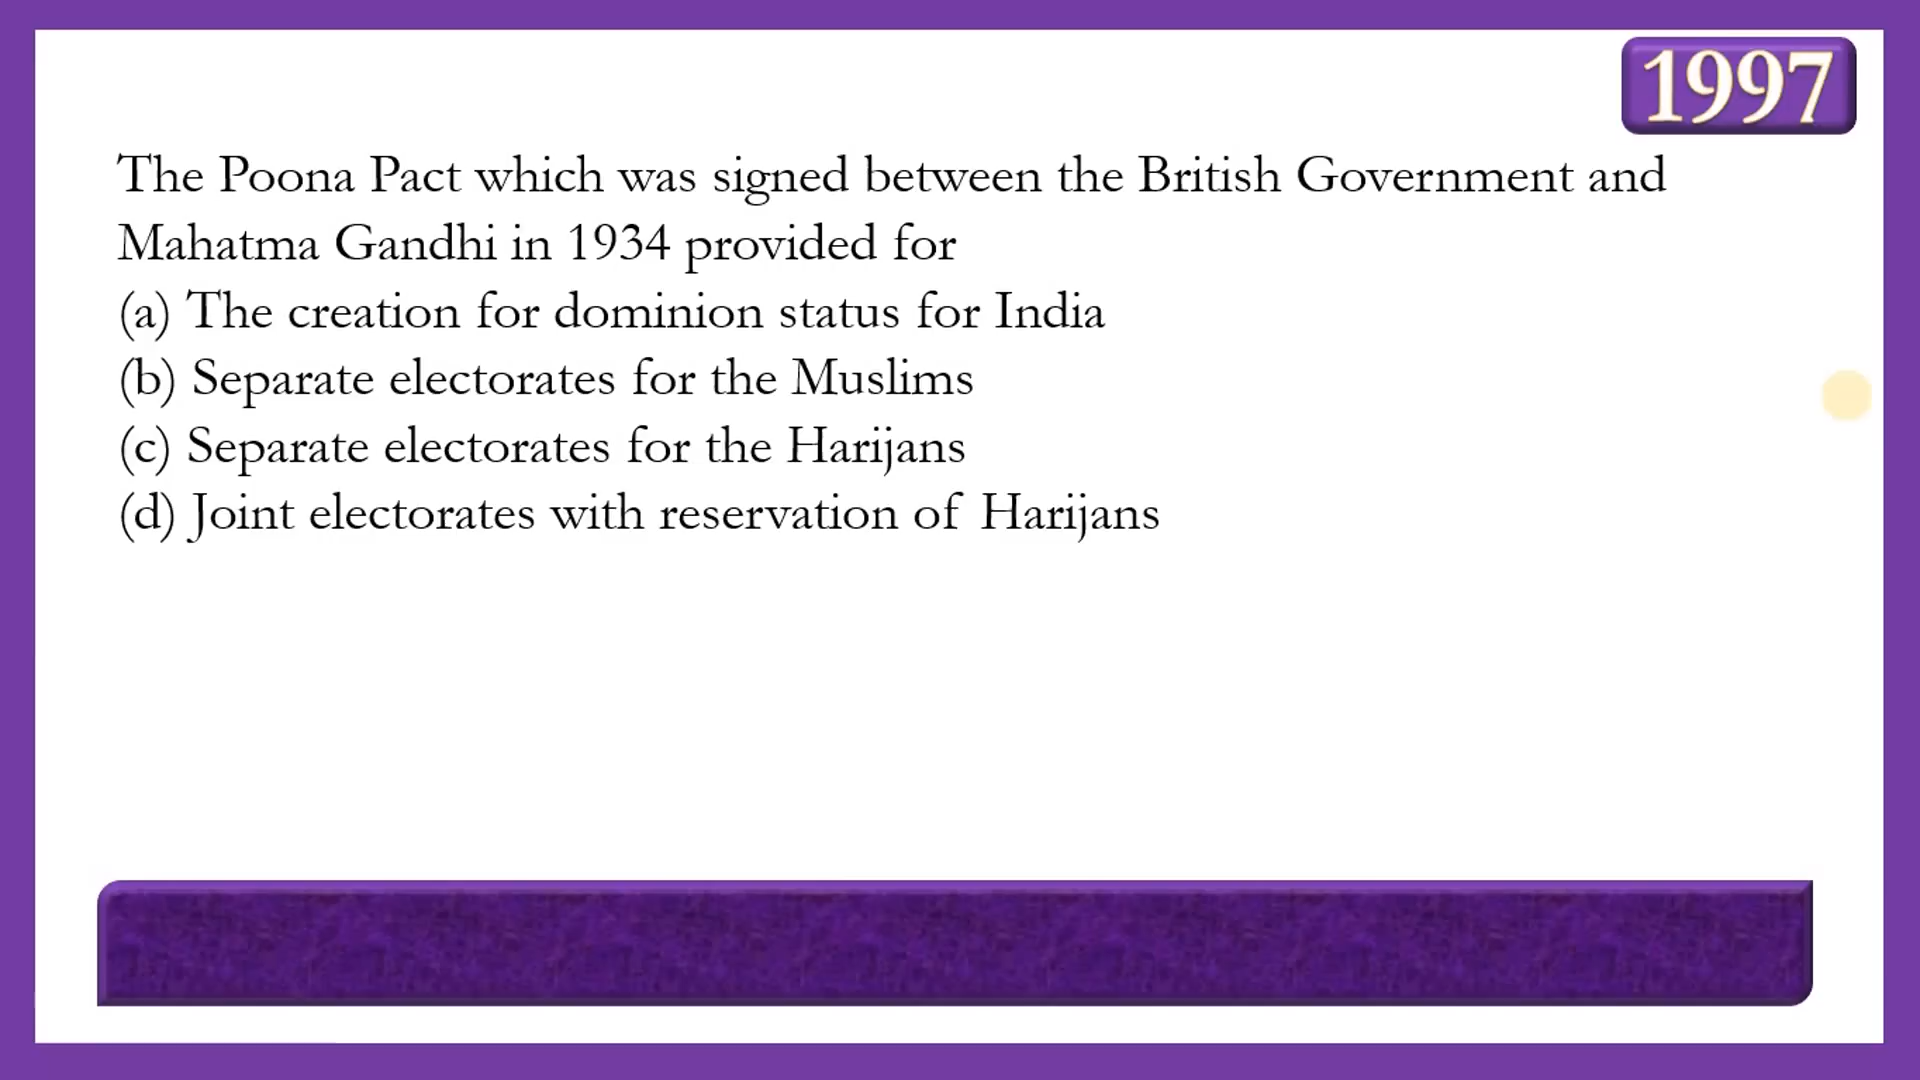 1997
The Poona Pact which was signed between the British Government and
Mahatma Gandhi in 1934 provided for
(a) The creation for dominion status for India
(b) Separate electorates for the Muslims
(c) Separate electorates for the Harijans
(d) Joint electorates with reservation of Harijans